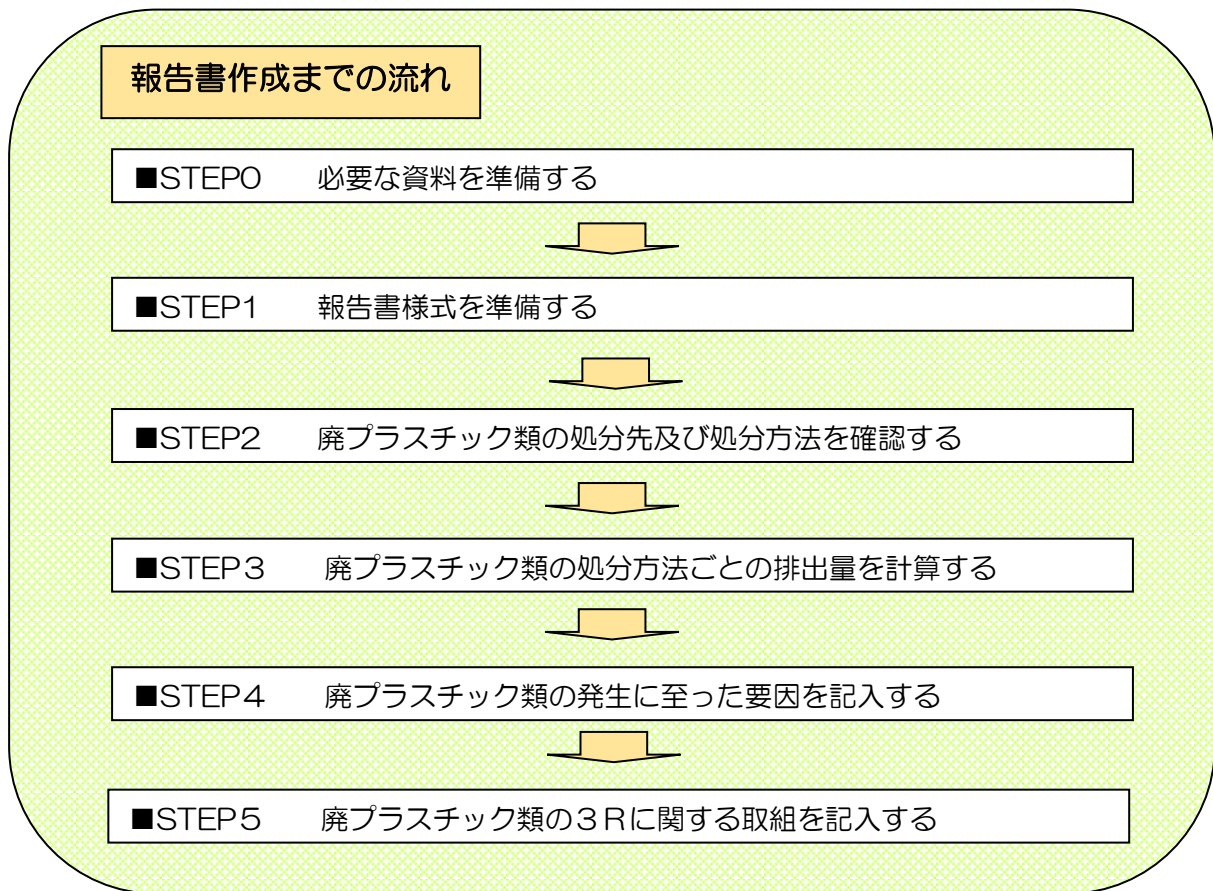 報告書作成までの流れ
■STEP0　必要な資料を準備する
■STEP1　報告書様式を準備する
■STEP2　廃プラスチック類の処分先及び処分方法を確認する
■STEP３　廃プラスチック類の処分方法ごとの排出量を計算する
■STEP４　廃プラスチック類の発生に至った要因を記入する
■STEP５　廃プラスチック類の３Ｒに関する取組を記入する